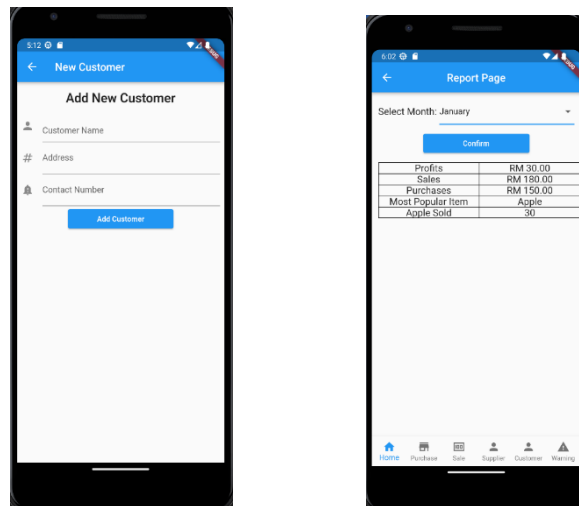 5:12
New Customer
Add New Customer
Customer Name
# Address
Contact Number
Add Customer
6:02
Report Page
Select Month: January
Confirm
Profits RM 30.00
Sales RM 180.00
Purchases RM 150.00
Most Popular Item Apple
Apple Sold 30
Home Purchase Sale Supplier Customer Warning